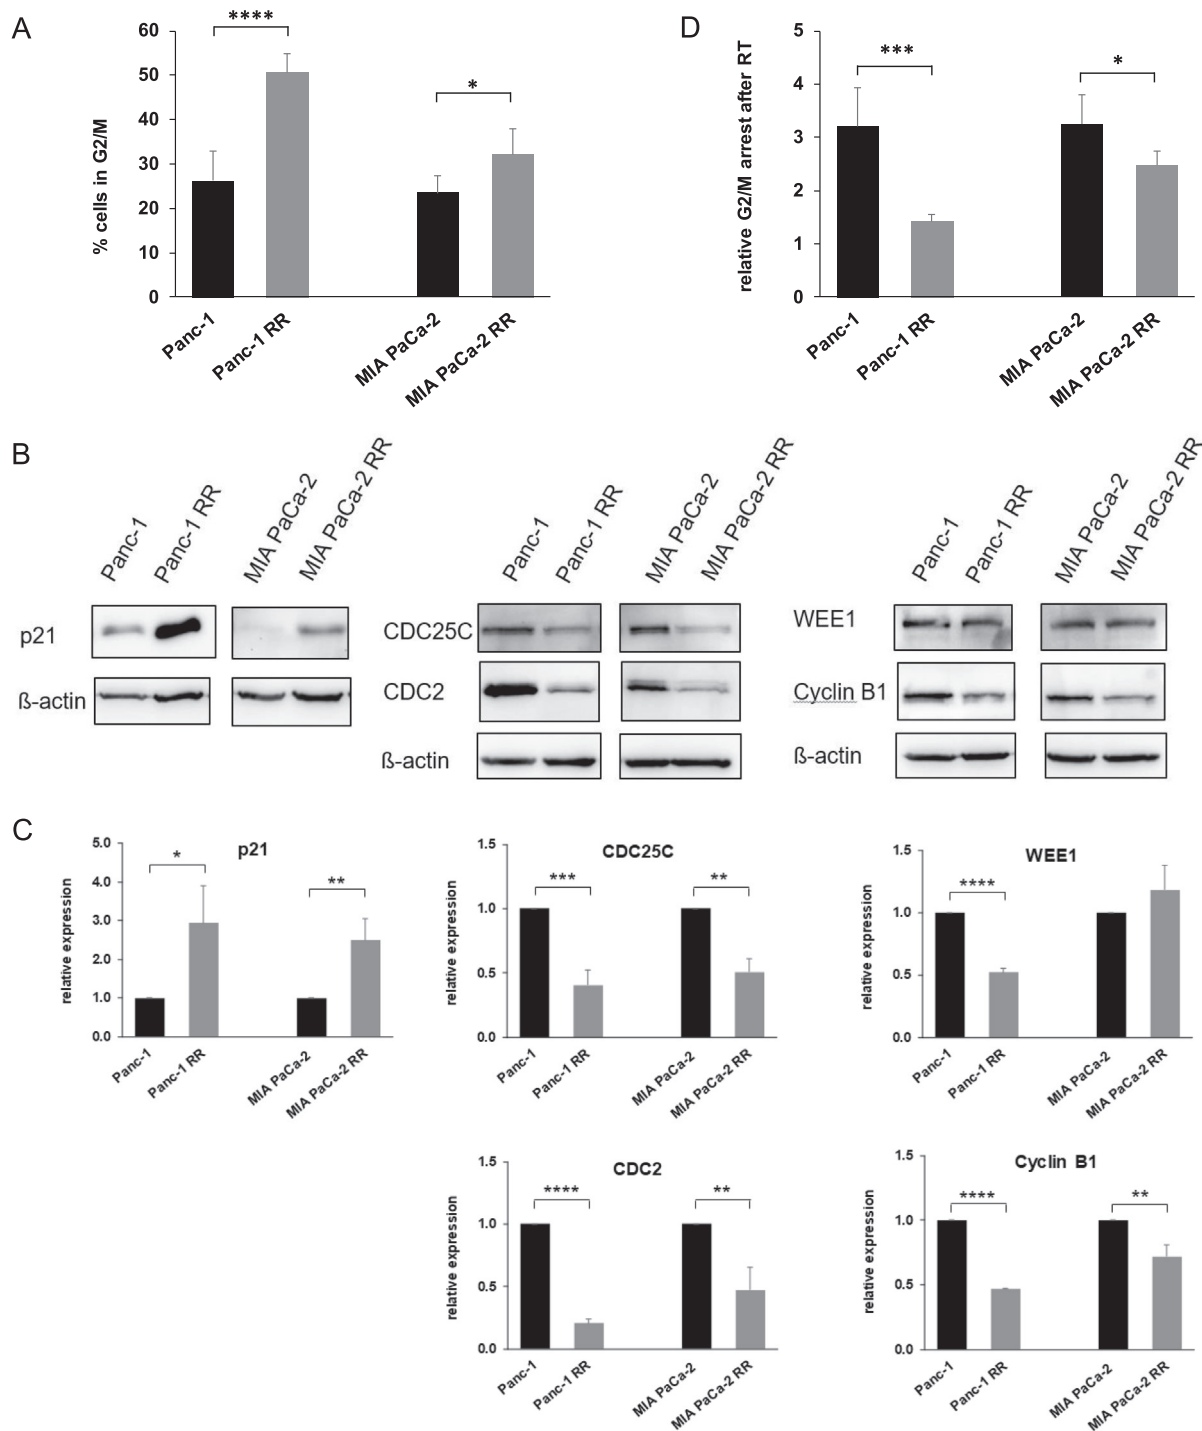 A
60
50
40
30
20
10
0
% cells in G2/M
****
*
Panc-1
Panc-1 RR
MIA PaCa-2
MIA PaCa-2 RR
D
5
4
3
2
1
0
relative G2/M arrest after RT
***
*
Panc-1
Panc-1 RR
MIA PaCa-2
MIA PaCa-2 RR
B
Panc-1
Panc-1 RR
MIA PaCa-2
MIA PaCa-2 RR
p21
ß-actin
Panc-1
Panc-1 RR
MIA PaCa-2
MIA PaCa-2 RR
CDC25C
CDC2
ß-actin
Panc-1
Panc-1 RR
MIA PaCa-2
MIA PaCa-2 RR
WEE1
Cyclin B1
ß-actin
C
p21
5.0
4.0
3.0
2.0
1.0
0.0
relative expression
*
**
Panc-1
Panc-1 RR
MIA PaCa-2
MIA PaCa-2 RR
CDC25C
1.5
1.0
0.5
0.0
relative expression
***
**
Panc-1
Panc-1 RR
MIA PaCa-2
MIA PaCa-2 RR
WEE1
1.5
1.0
0.5
0.0
relative expression
****
Panc-1
Panc-1 RR
MIA PaCa-2
MIA PaCa-2 RR
CDC2
1.5
1.0
0.5
0.0
relative expression
****
**
Panc-1
Panc-1 RR
MIA PaCa-2
MIA PaCa-2 RR
Cyclin B1
1.5
1.0
0.5
0.0
relative expression
****
**
Panc-1
Panc-1 RR
MIA PaCa-2
MIA PaCa-2 RR